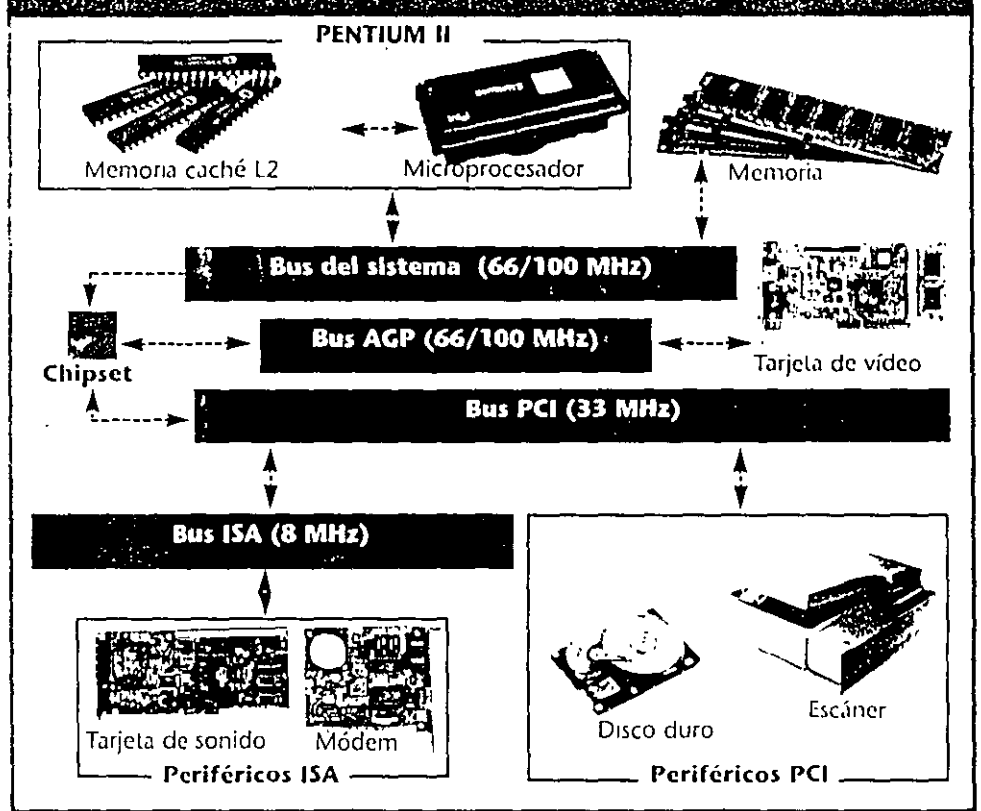 PENTIUM II
Memoria caché L2
Microprocesador
Memoria
Bus del sistema (66/100 MHz)
Bus AGP (66/100 MHz)
Tarjeta de vídeo
Chipset
Bus PCI (33 MHz)
Bus ISA (8 MHz)
Tarjeta de sonido
Módem
Periféricos ISA
Disco duro
Escáner
Periféricos PCI